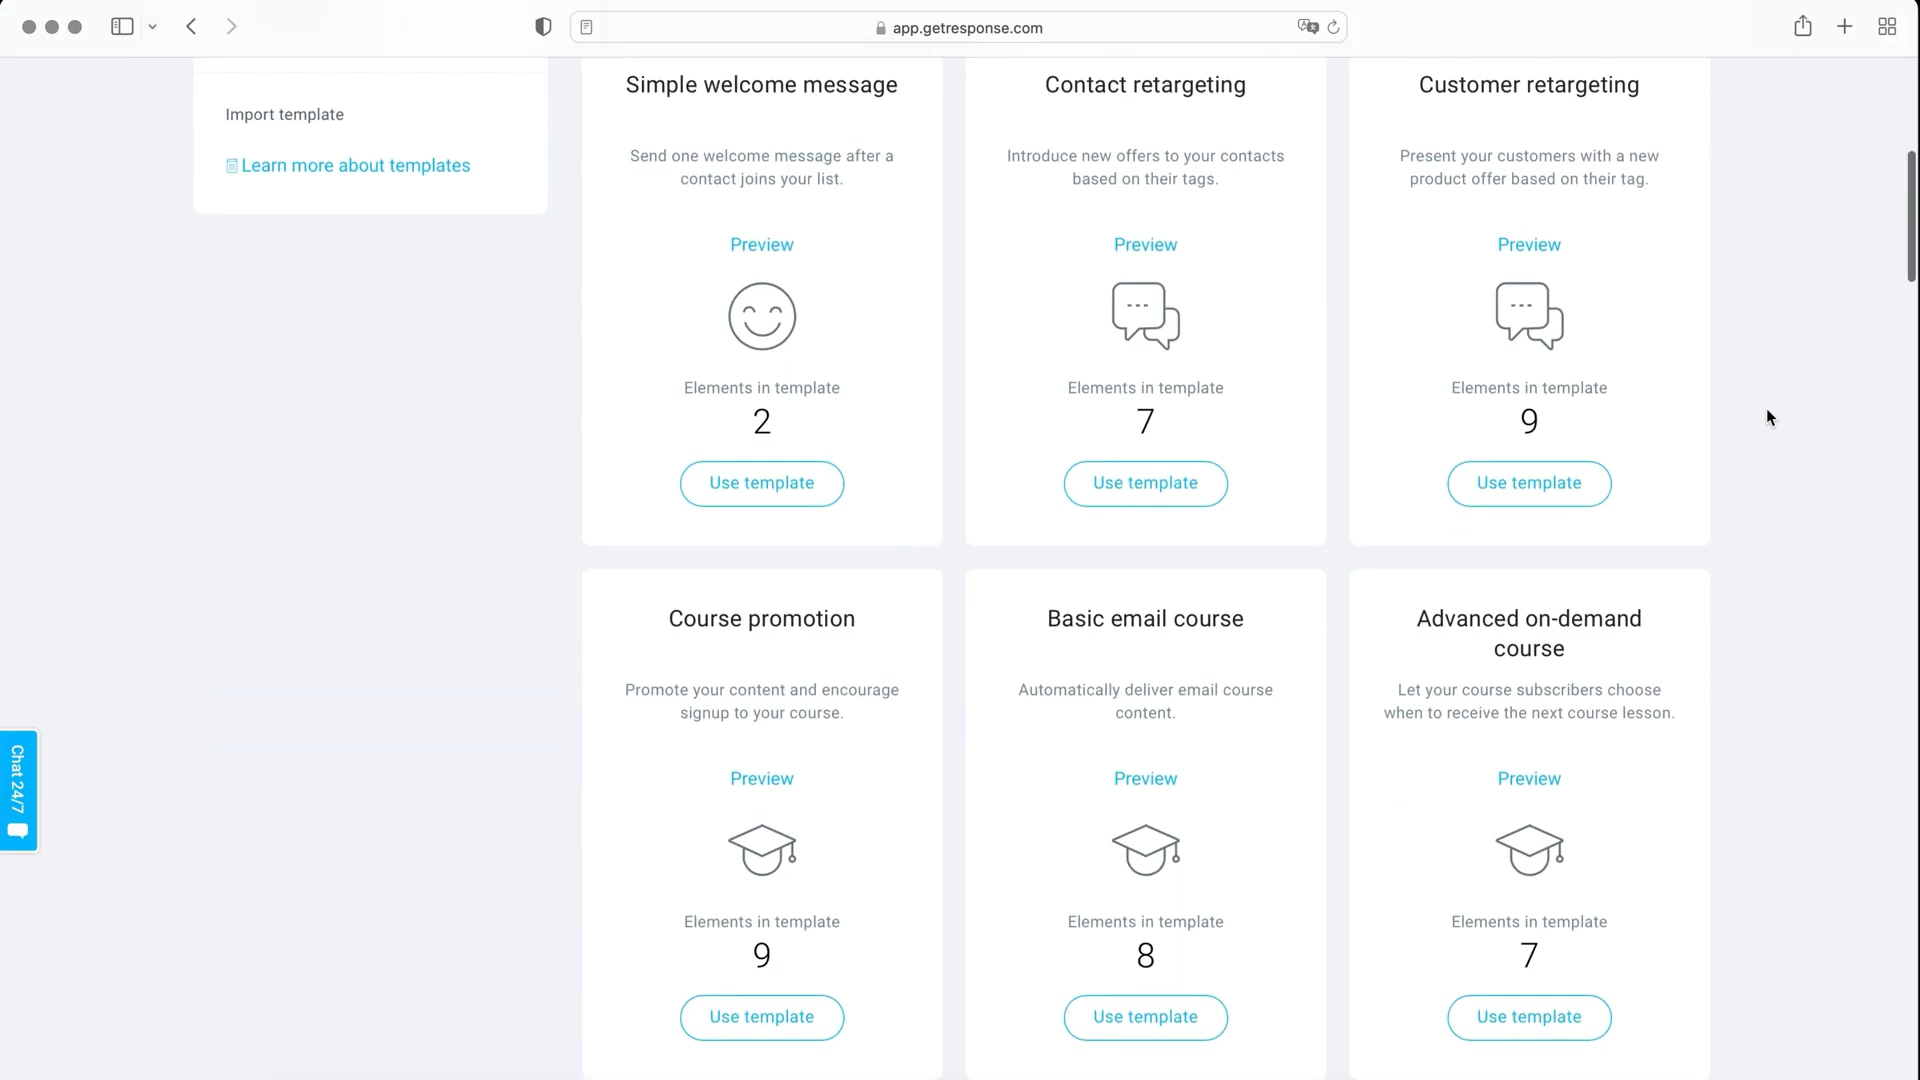 app.getresponse.com
Import template
Learn more about templates
Simple welcome message
Send one welcome message after a
contact joins your list.
Preview
Elements in template
2
Use template
Contact retargeting
Introduce new offers to your contacts
based on their tags.
Preview
Elements in template
7
Use template
Customer retargeting
Present your customers with a new
product offer based on their tag.
Preview
Elements in template
9
Use template
Course promotion
Promote your content and encourage
signup to your course.
Preview
Elements in template
9
Use template
Basic email course
Automatically deliver email course
content.
Preview
Elements in template
8
Use template
Advanced on-demand
course
Let your course subscribers choose
when to receive the next course lesson.
Preview
Elements in template
7
Use template
Chat 24/7